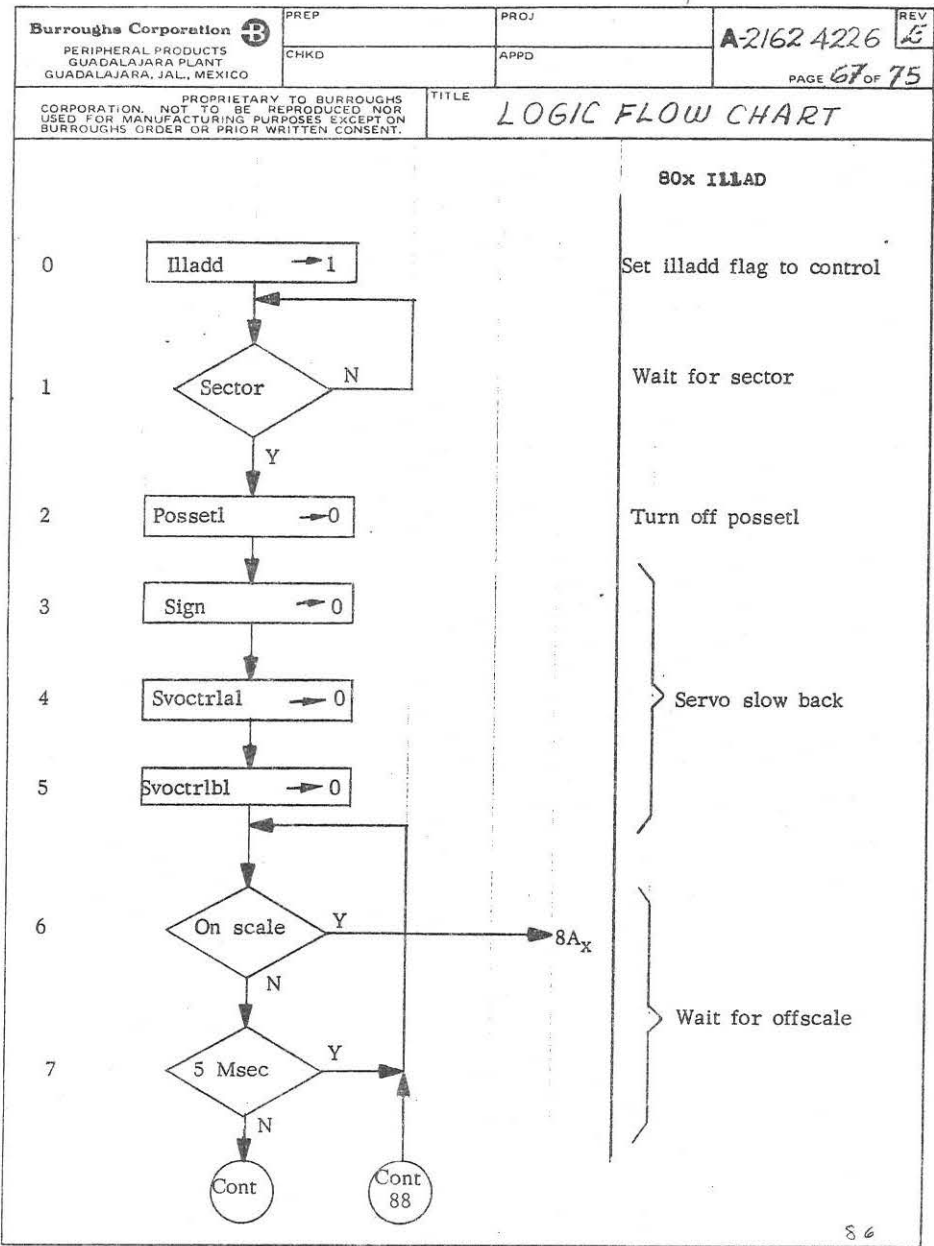 Burroughs Corporation B
PERIPHERAL PRODUCTS
GUADALAJARA PLANT
GUADALAJARA, JAL., MEXICO
PREP
PROJ
CHKD
APPD
A-2162 4226
REV
E
PAGE 67 OF 75
PROPRIETARY TO BURROUGHS
CORPORATION. NOT TO BE REPRODUCED NOR
USED FOR MANUFACTURING PURPOSES EXCEPT ON
BURROUGHS ORDER OR PRIOR WRITTEN CONSENT.
TITLE
LOGIC FLOW CHART
80x ILLAD
0 Illadd → 1 Set illadd flag to control
1 Sector N Wait for sector
Y
2 Possetl → 0 Turn off possetl
3 Sign → 0
4 Svoctrlal → 0 Servo slow back
5 Svoctrlbl → 0
6 On scale Y 8Ax
N
Wait for offscale
7 5 Msec Y
N
Cont
Cont
88
86